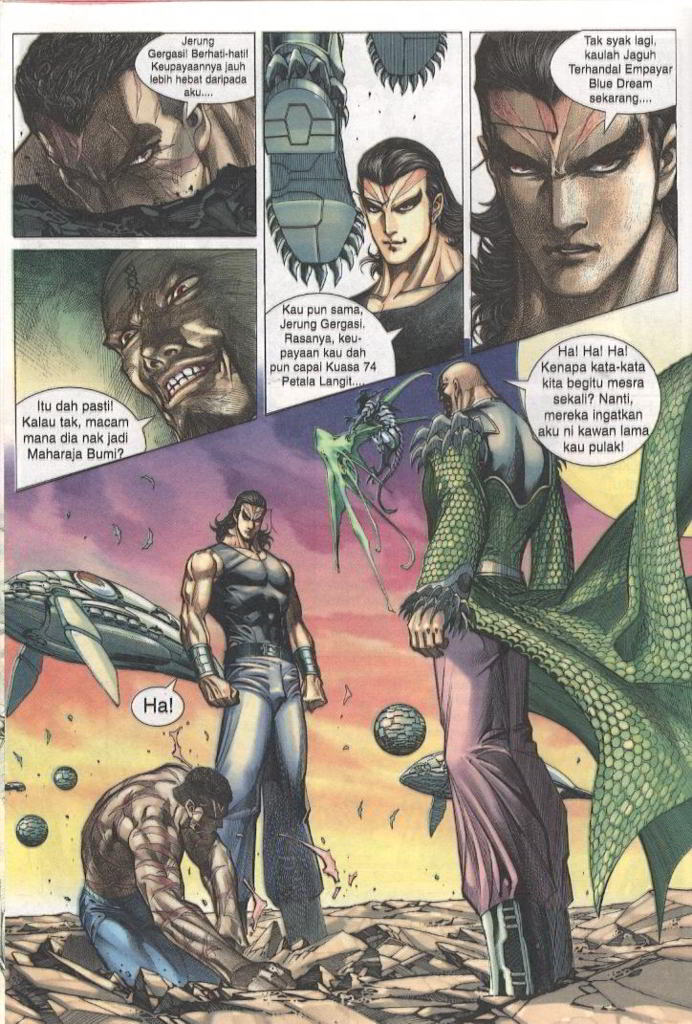 Jerung
Gergasi! Berhati-hati!
Keupayaannya jauh
lebih hebat daripada
aku....
Itu dah pasti!
Kalau tak, macam
mana dia nak jadi
Maharaja Bumi?
Kau pun sama,
Jerung Gergasi.
Rasanya, keu-
payaan kau dah
pun capai Kuasa 74
Petala Langit....
Tak syak lagi,
kaulah Jaguh
Terhandal Empayar
Blue Dream
sekarang....
Ha! Ha! Ha!
Kenapa kata-kata
kita begitu mesra
sekali? Nanti,
mereka ingatkan
aku ni kawan lama
kau pulak!
Ha!